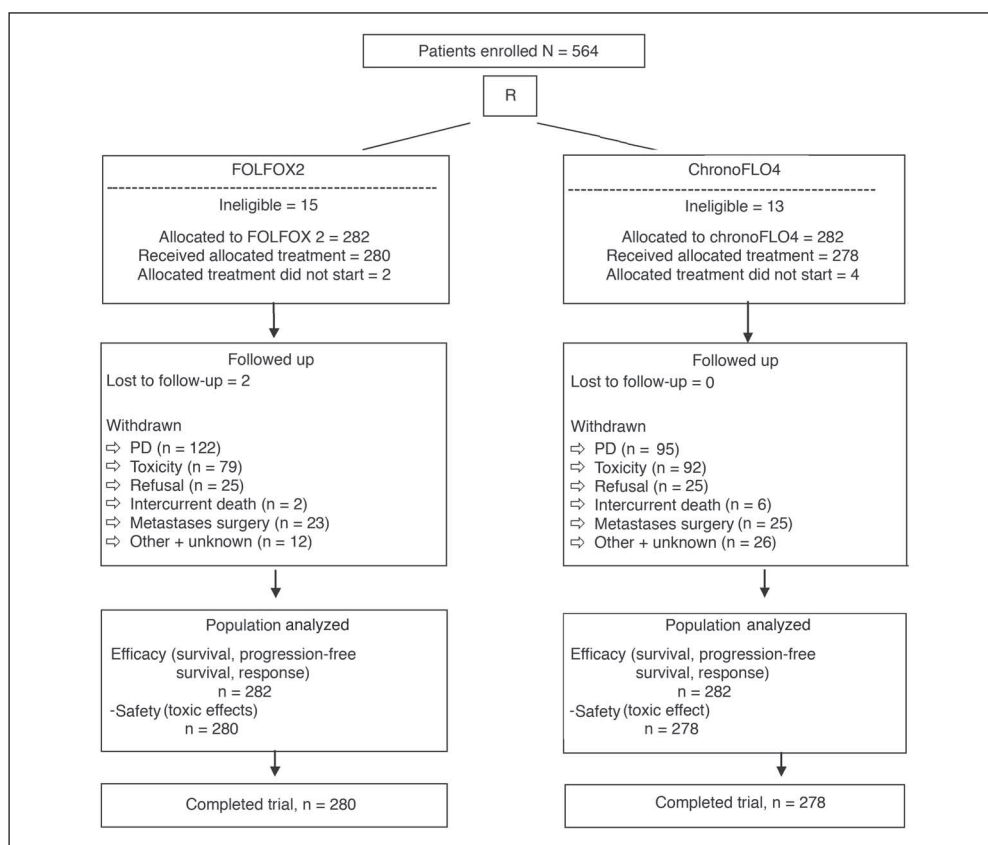 Patients enrolled N = 564
R
FOLFOX2
Ineligible = 15
Allocated to FOLFOX 2 = 282
Received allocated treatment = 280
Allocated treatment did not start = 2
ChronoFLO4
Ineligible = 13
Allocated to chronoFLO4 = 282
Received allocated treatment = 278
Allocated treatment did not start = 4
Followed up
Lost to follow-up = 2
Withdrawn
⇨ PD (n = 122)
⇨ Toxicity (n = 79)
⇨ Refusal (n = 25)
⇨ Intercurrent death (n = 2)
⇨ Metastases surgery (n = 23)
⇨ Other + unknown (n = 12)
Followed up
Lost to follow-up = 0
Withdrawn
⇨ PD (n = 95)
⇨ Toxicity (n = 92)
⇨ Refusal (n = 25)
⇨ Intercurrent death (n = 6)
⇨ Metastases surgery (n = 25)
⇨ Other + unknown (n = 26)
Population analyzed
Efficacy (survival, progression-free
survival, response)
n = 282
-Safety (toxic effects)
n = 280
Population analyzed
Efficacy (survival, progression-free
survival, response)
n = 282
-Safety (toxic effect)
n = 278
Completed trial, n = 280
Completed trial, n = 278